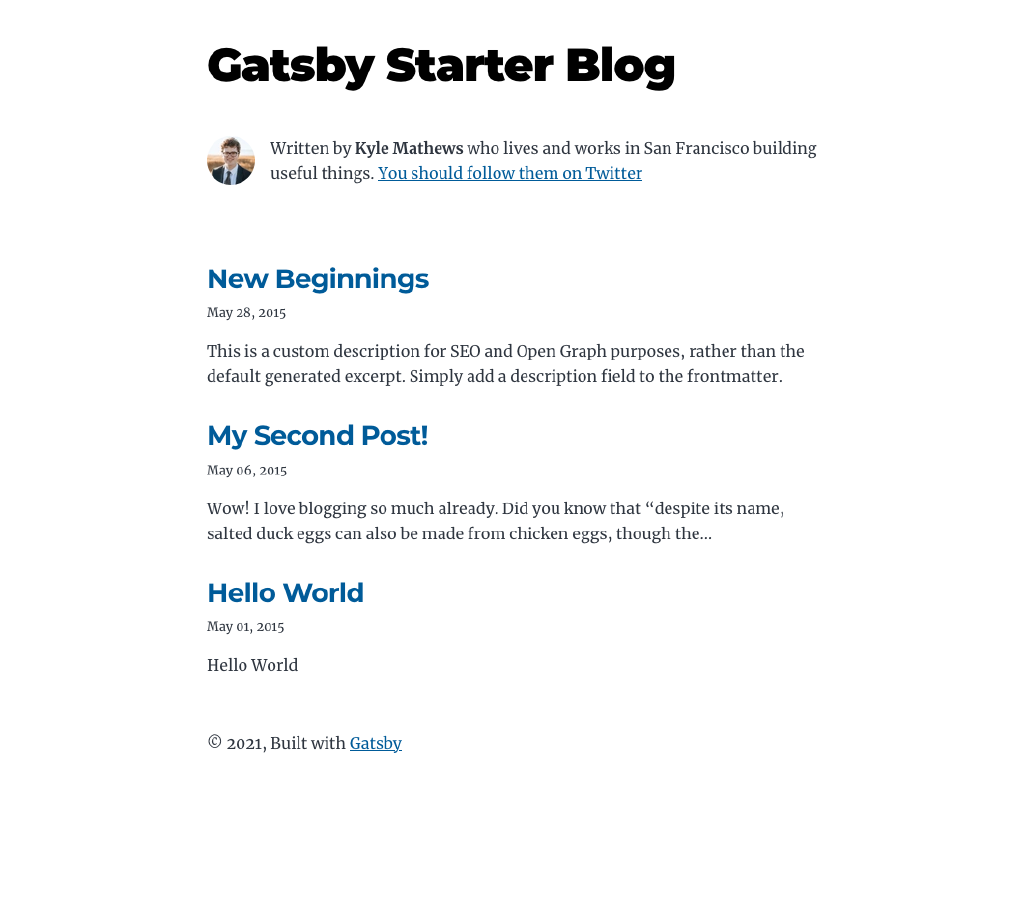 Gatsby Starter Blog
Written by Kyle Mathews who lives and works in San Francisco building
useful things. You should follow them on Twitter
New Beginnings
May 28, 2015
This is a custom description for SEO and Open Graph purposes, rather than the
default generated excerpt. Simply add a description field to the frontmatter.
My Second Post!
May 06, 2015
Wow! I love blogging so much already. Did you know that “despite its name,
salted duck eggs can also be made from chicken eggs, though the…
Hello World
May 01, 2015
Hello World
© 2021, Built with Gatsby